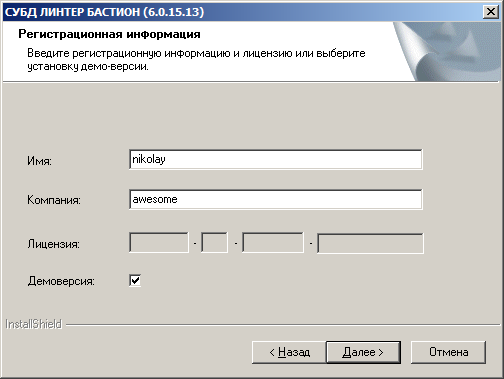 СУБД ЛИНТЕР БАСТИОН (6.0.15.13)
Регистрационная информация
Введите регистрационную информацию и лицензию или выберите
установку демо-версии.
Имя: nikolay
Компания: awesome
Лицензия: - - -
Демоверсия:
InstallShield
< Назад Далее > Отмена